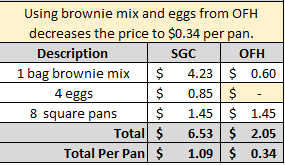 Using brownie mix and eggs from OFH
decreases the price to $0.34 per pan.
Description SGC OFH
1 bag brownie mix $ 4.23 $ 0.60
4 eggs $ 0.85 $ -
8 square pans $ 1.45 $ 1.45
Total $ 6.53 $ 2.05
Total Per Pan $ 1.09 $ 0.34